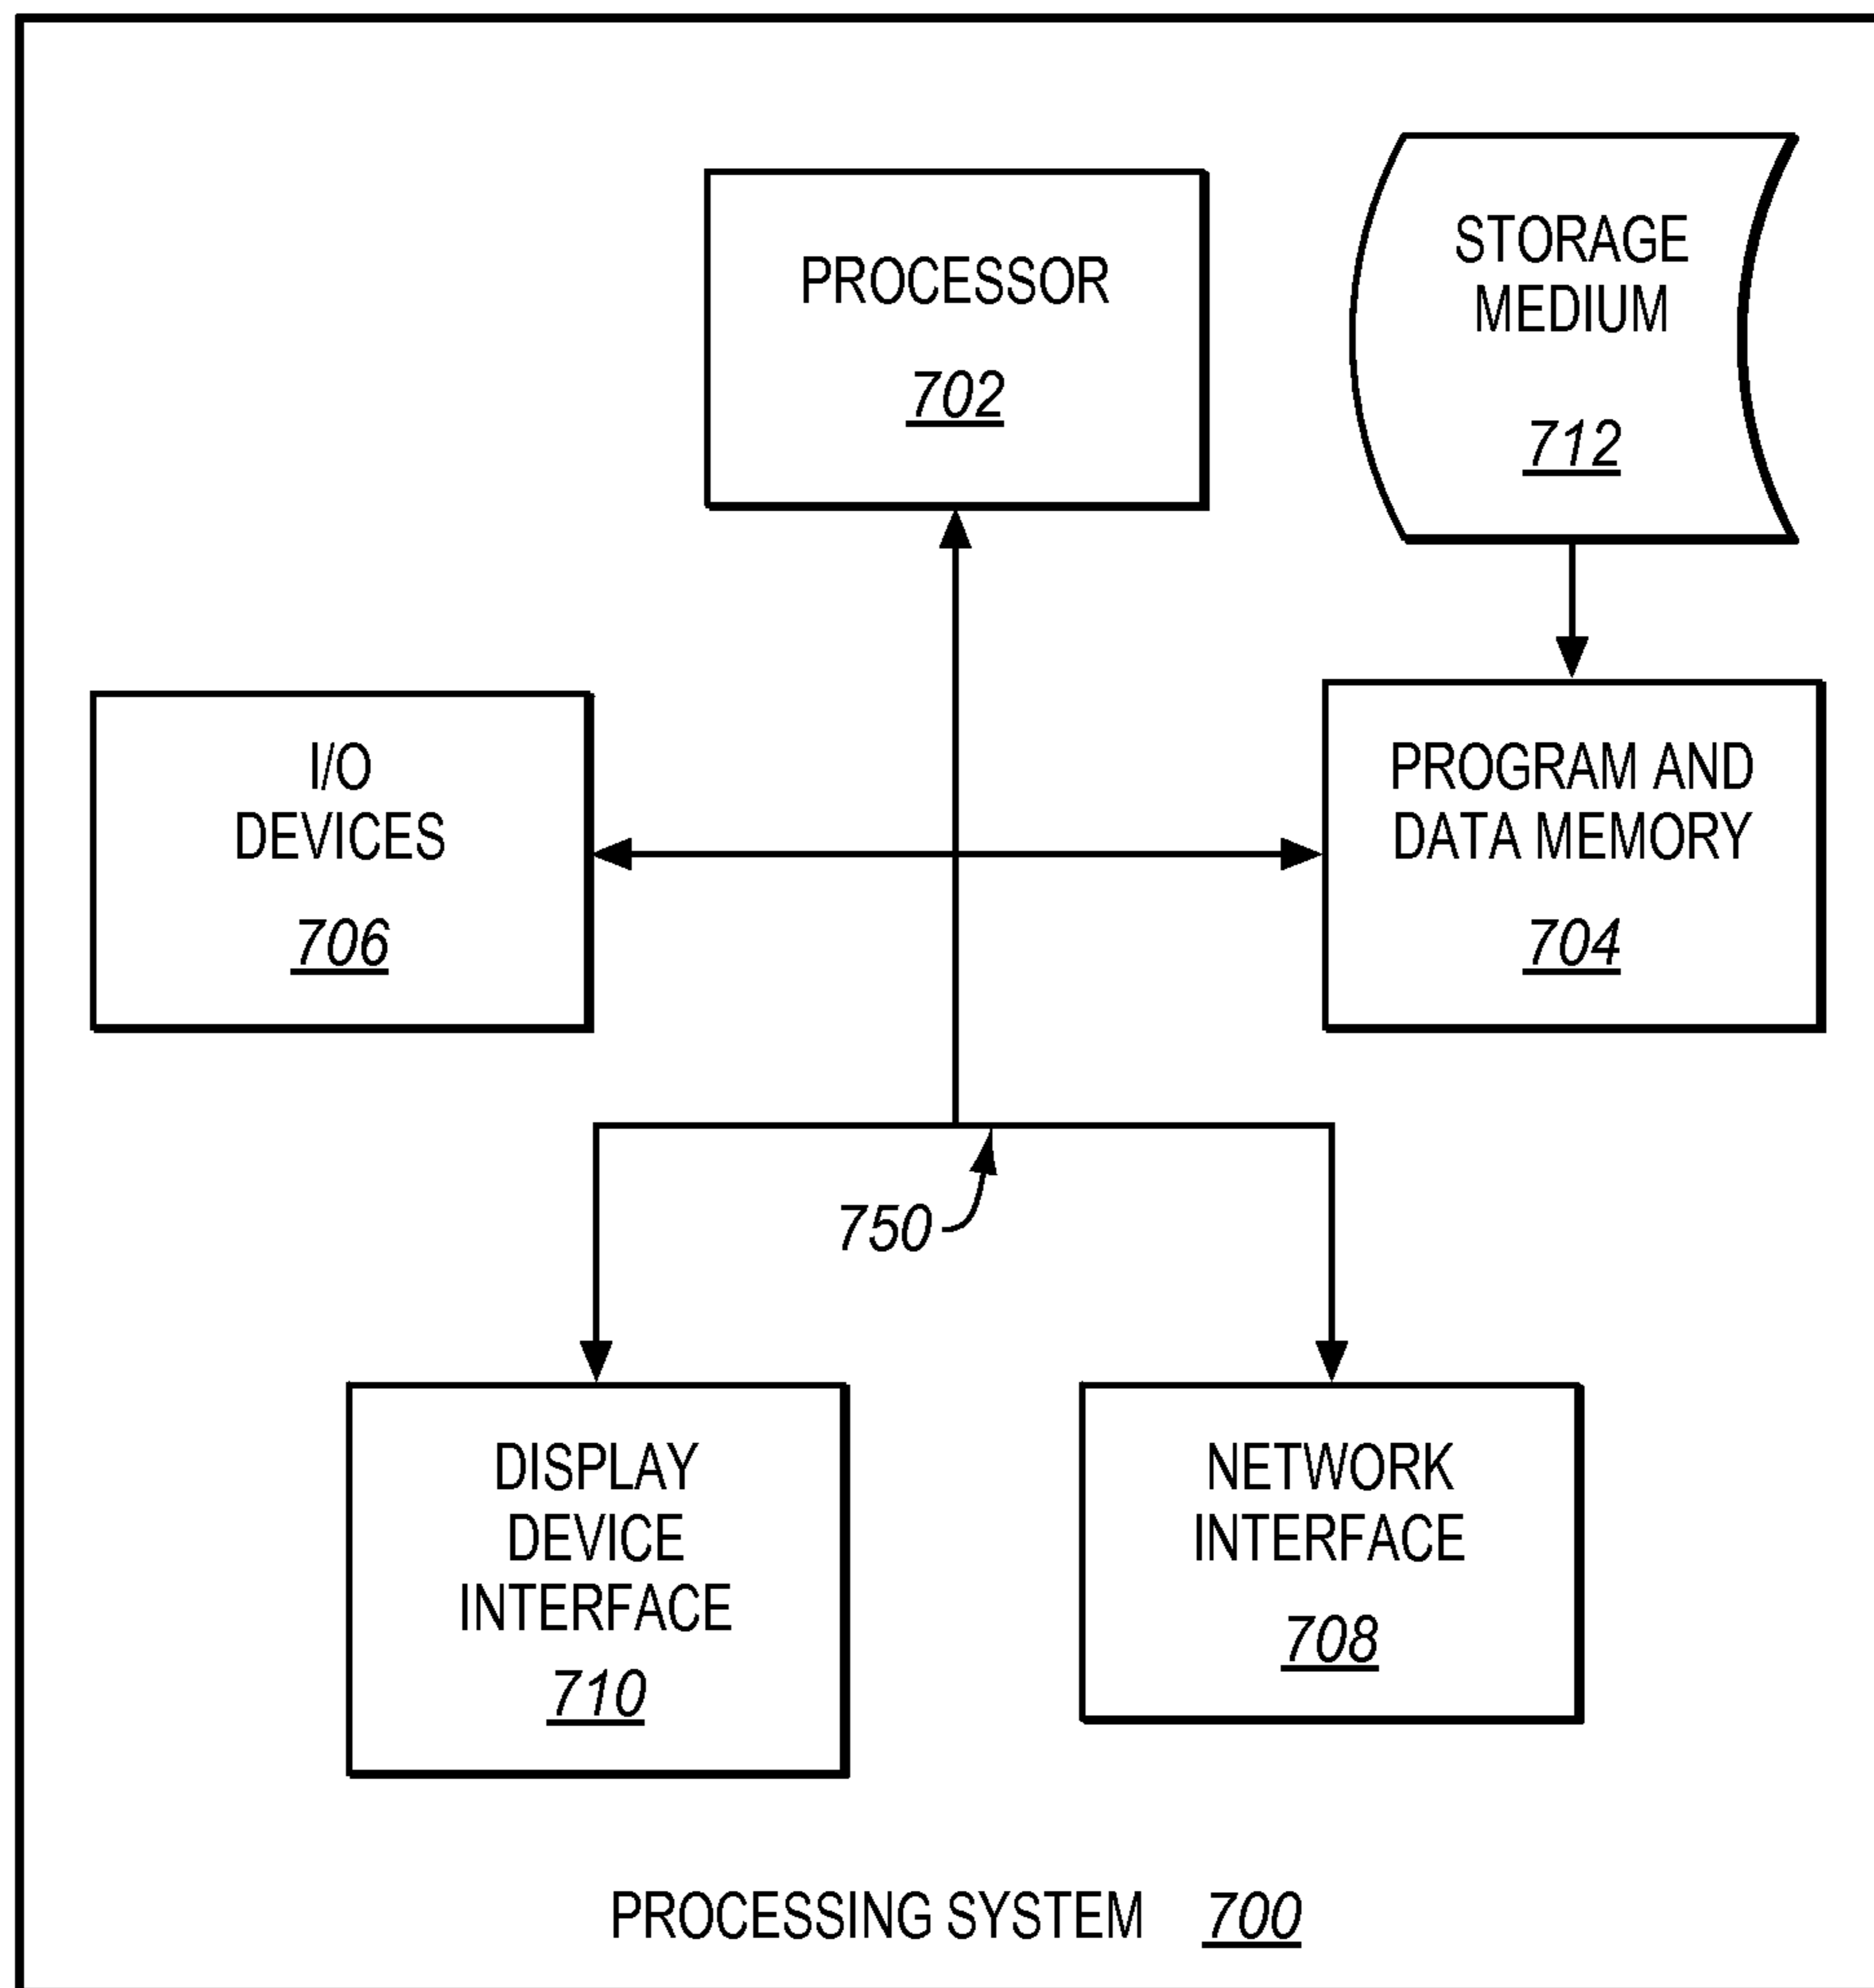 PROCESSOR
702
STORAGE
MEDIUM
712
I/O
DEVICES
706
PROGRAM AND
DATA MEMORY
704
750
DISPLAY
DEVICE
INTERFACE
710
NETWORK
INTERFACE
708
PROCESSING SYSTEM 700